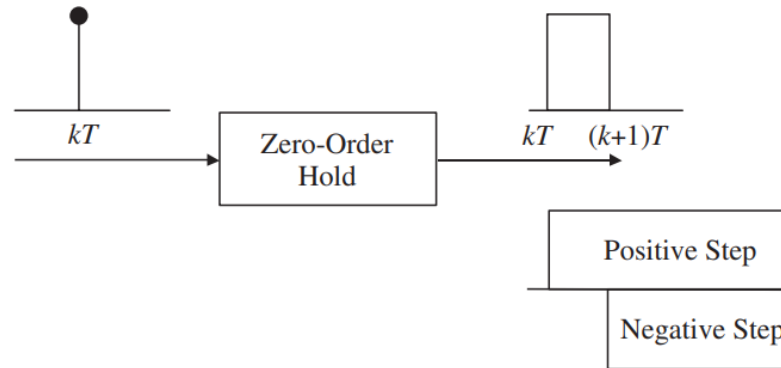 kT
Zero-Order
Hold
kT (k+1)T
Positive Step
Negative Step